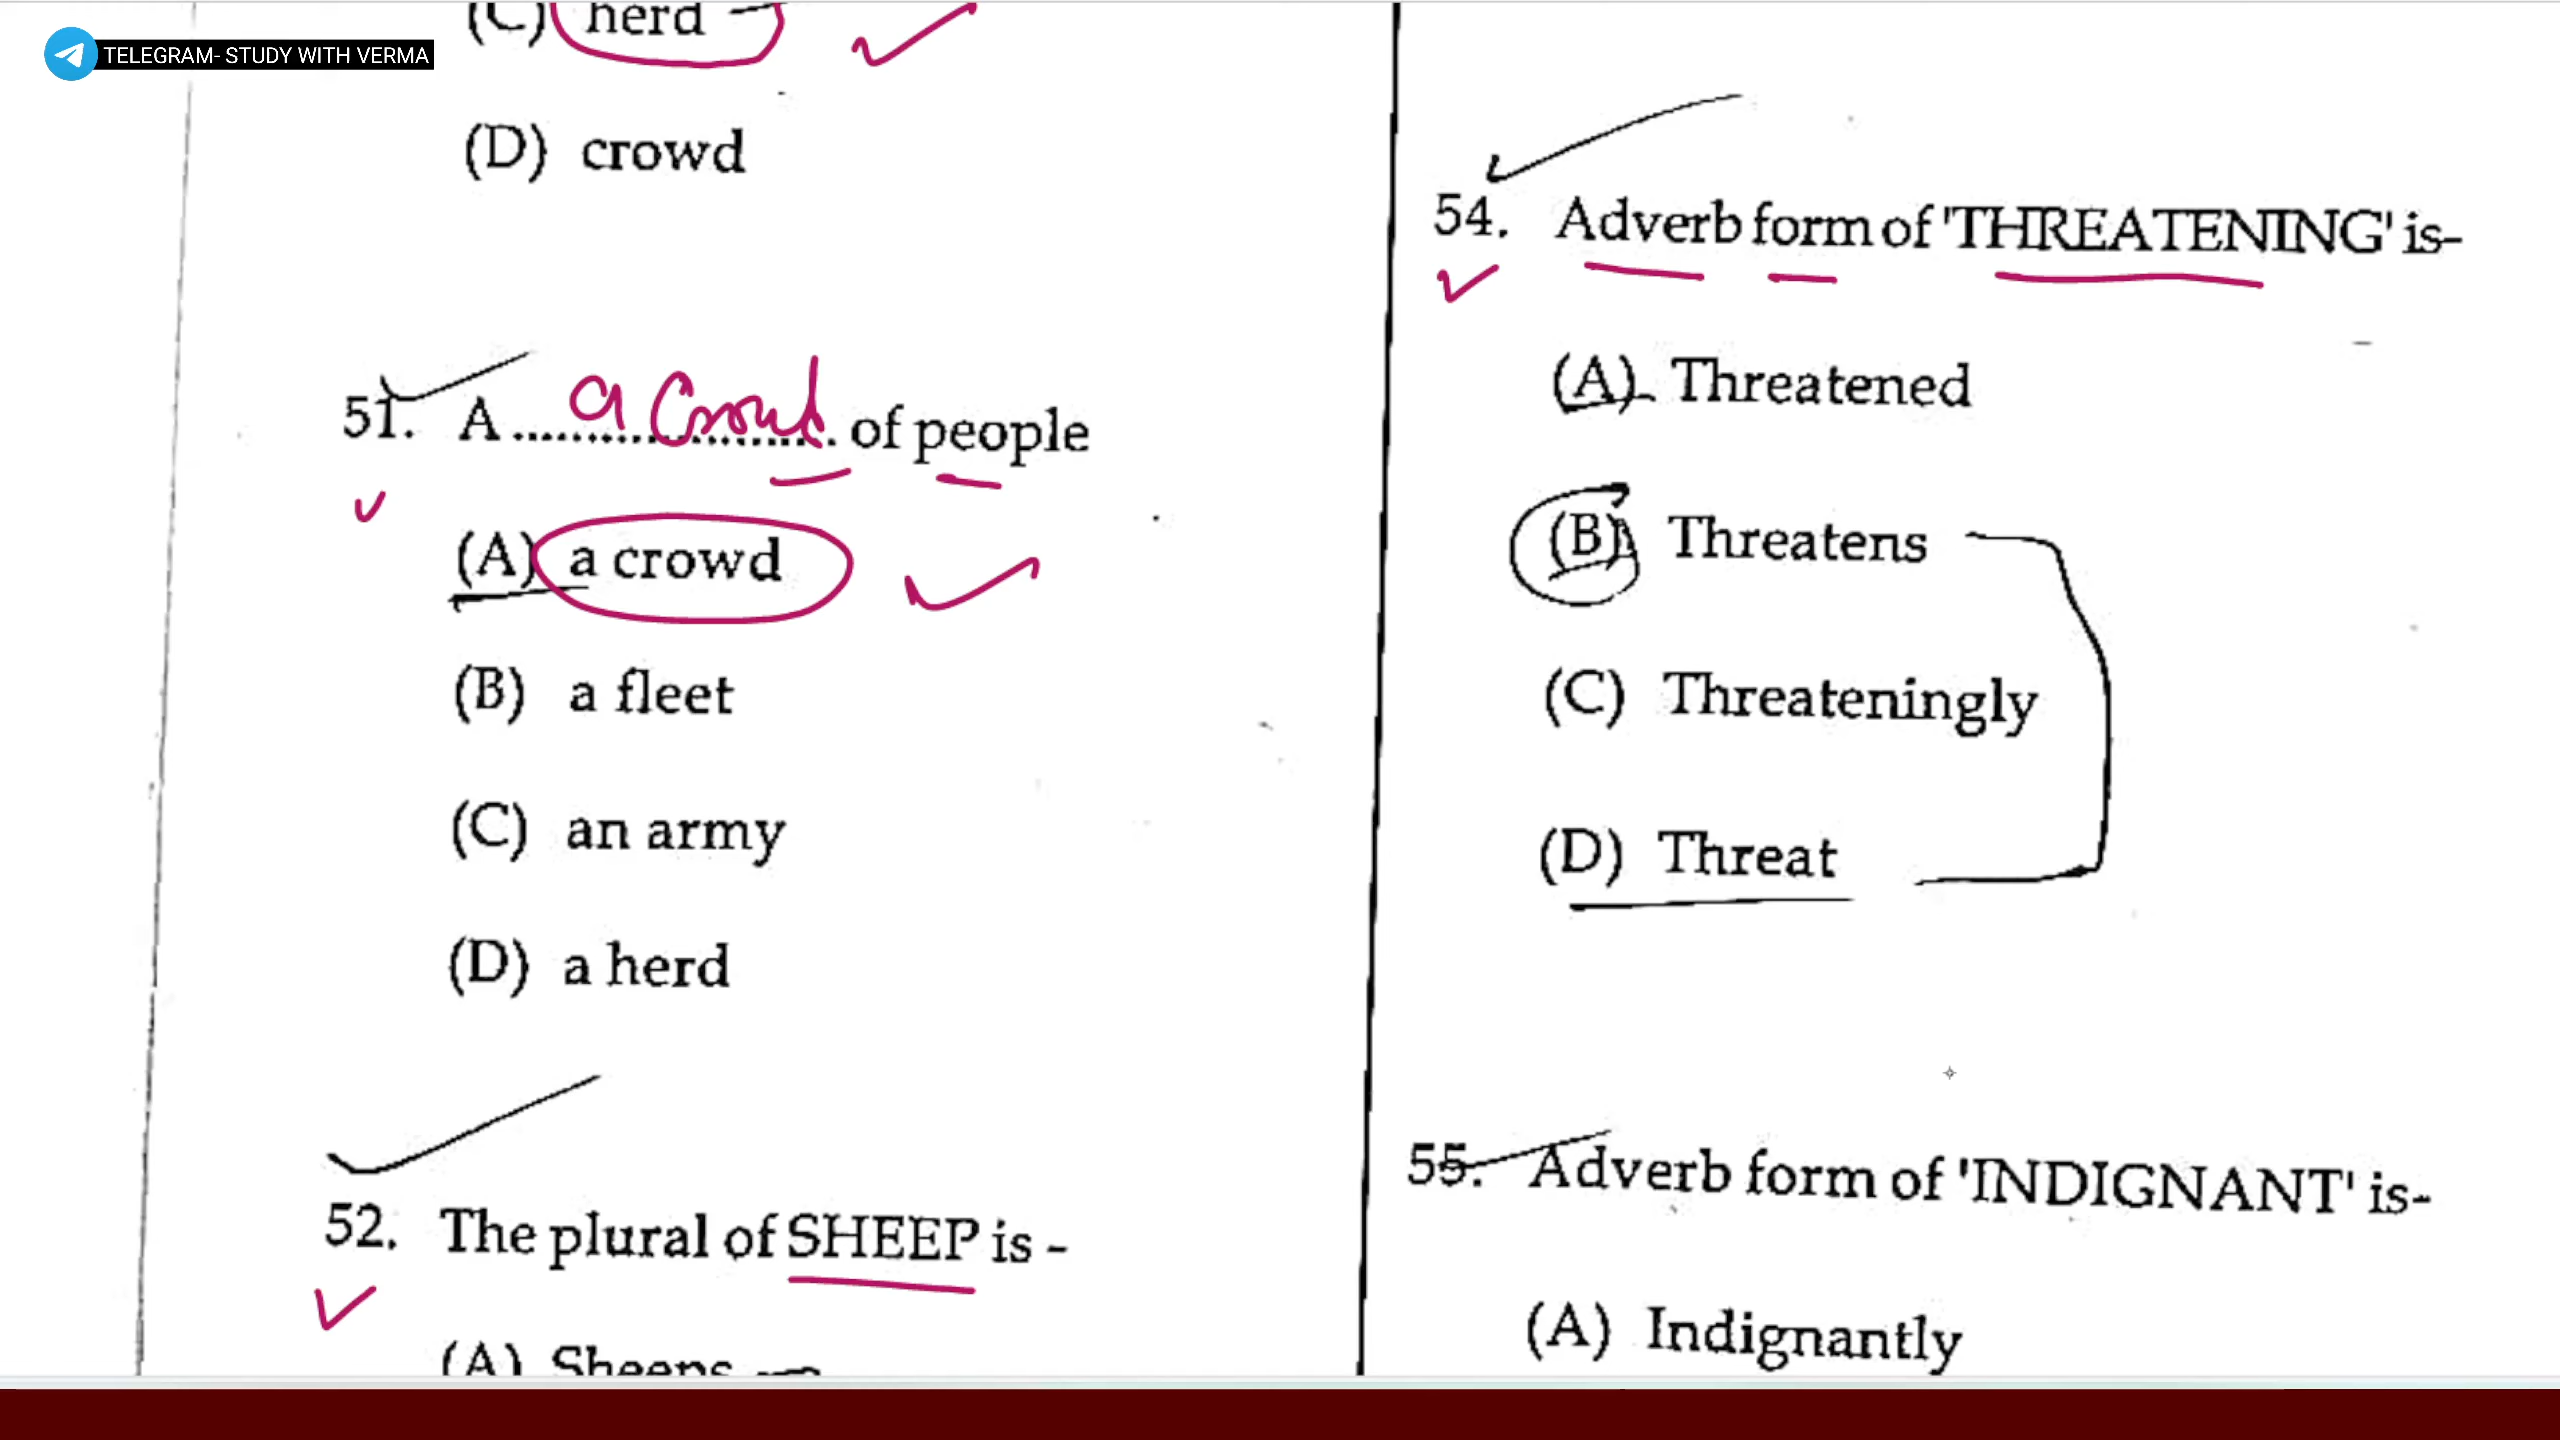 TELEGRAM- STUDY WITH VERMA
(C) herd
(D) crowd
51. A .......... a Crowd .......... of people
(A) a crowd
(B) a fleet
(C) an army
(D) a herd
52. The plural of SHEEP is -
(A) Sheeps
54. Adverb form of 'THREATENING' is-
(A) Threatened
(B) Threatens
(C) Threateningly
(D) Threat
55. Adverb form of 'INDIGNANT' is-
(A) Indignantly